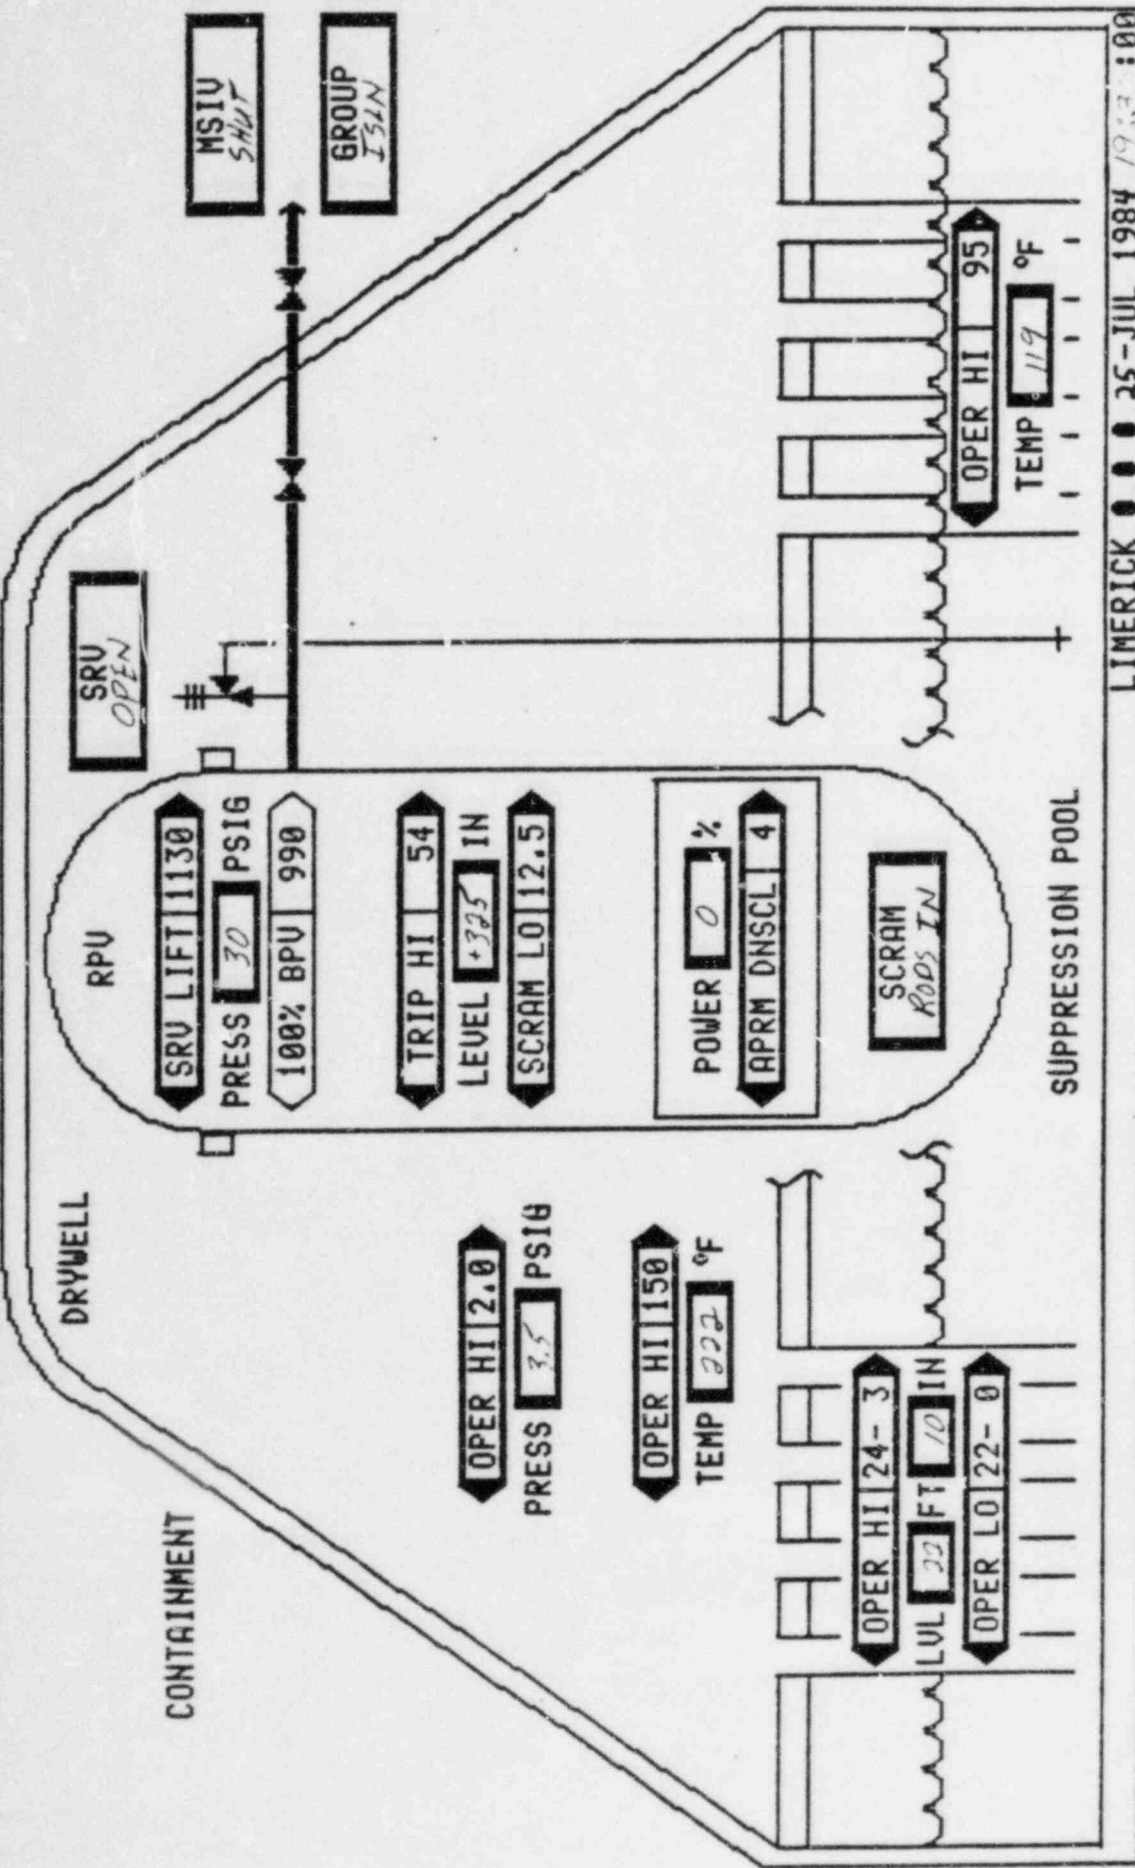 CONTAINMENT
DRYWELL
RPV
SRV
OPEN
MSIV
SHUT
GROUP
ISLN
SRV LIFT 1130
PRESS 30 PSIG
100% BPV 990
TRIP HI 54
LEVEL +325 IN
SCRAM LO 12.5
POWER 0 %
APRM DNSCL 4
SCRAM
RODS IN
OPER HI 2.0
PRESS 3.5 PSIG
OPER HI 150
TEMP 222 °F
OPER HI 24- 3
LVL 22 FT 10 IN
OPER LO 22- 0
OPER HI 95
TEMP 119 °F
SUPPRESSION POOL
LIMERICK 25-JUL 1984 :00